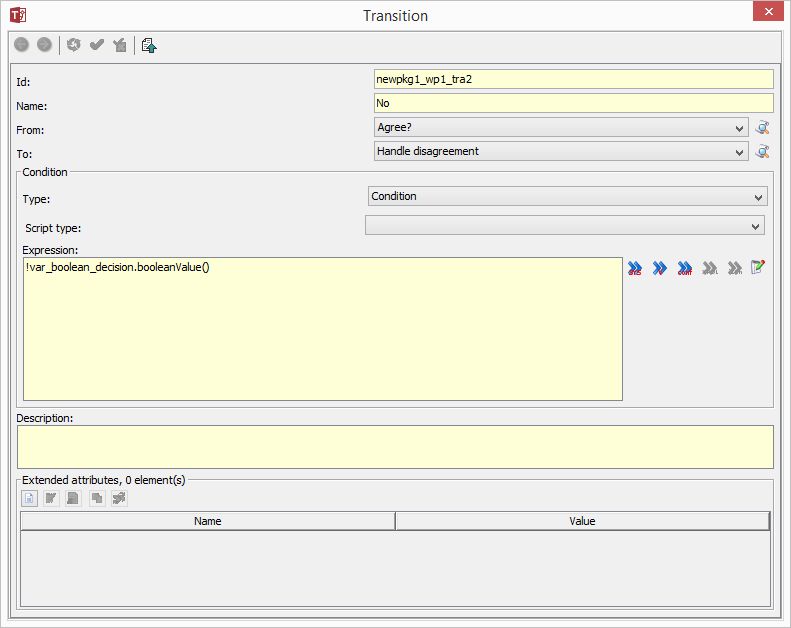 Transition
Id:
newpkg1_wp1_tra2
Name:
No
From:
Agree?
To:
Handle disagreement
Condition
Type:
Condition
Script type:
Expression:
!var_boolean_decision.booleanValue()
Description:
Extended attributes, 0 element(s)
Name Value